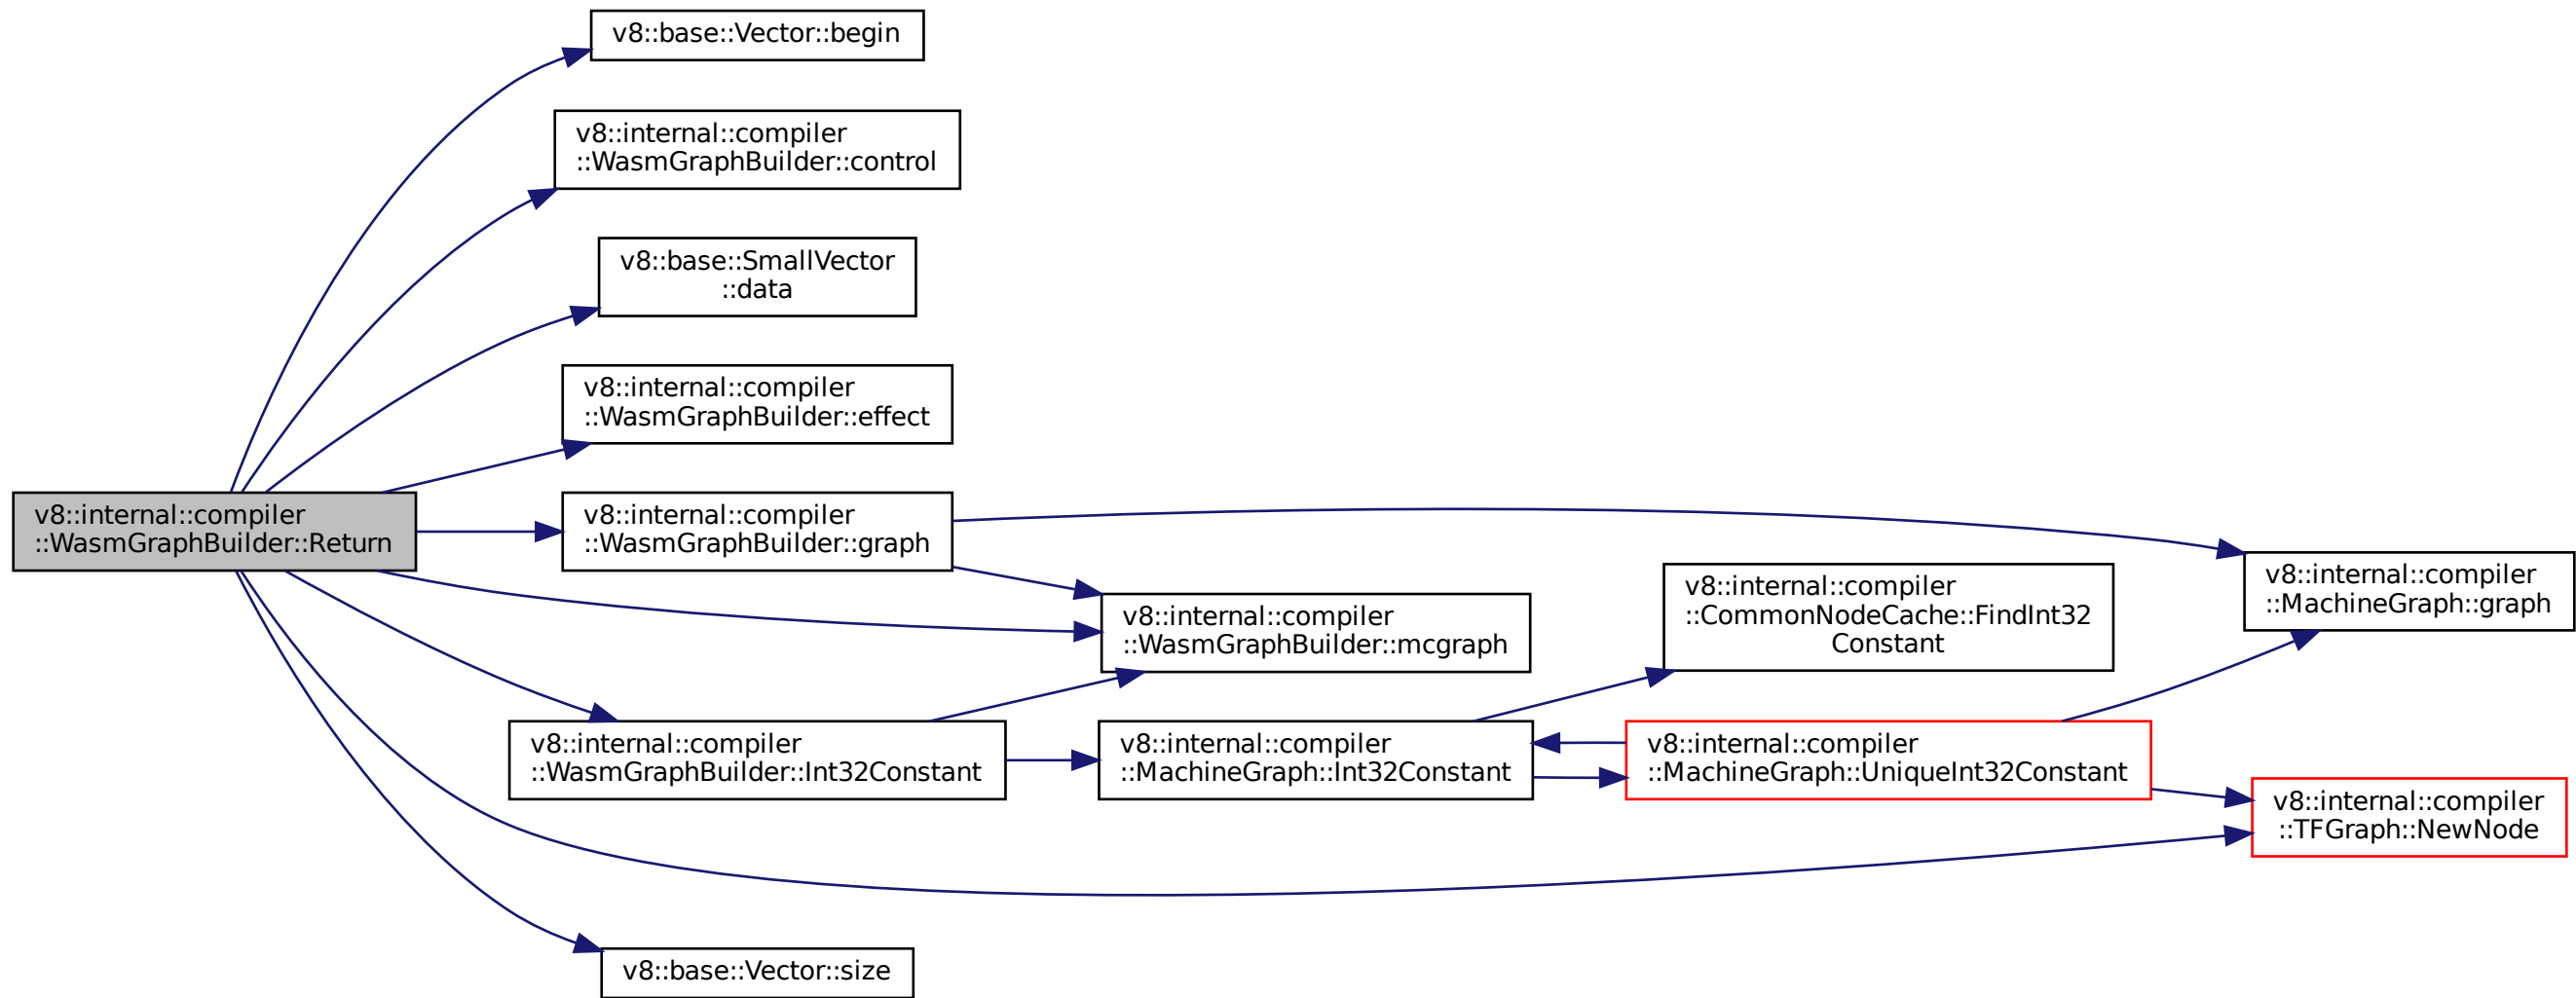 v8::base::Vector::begin
v8::internal::compiler
::WasmGraphBuilder::control
v8::base::SmallVector
::data
v8::internal::compiler
::WasmGraphBuilder::effect
v8::internal::compiler
::WasmGraphBuilder::Return
v8::internal::compiler
::WasmGraphBuilder::graph
v8::internal::compiler
::MachineGraph::graph
v8::internal::compiler
::WasmGraphBuilder::mcgraph
v8::internal::compiler
::CommonNodeCache::FindInt32
Constant
v8::internal::compiler
::WasmGraphBuilder::Int32Constant
v8::internal::compiler
::MachineGraph::Int32Constant
v8::internal::compiler
::MachineGraph::UniqueInt32Constant
v8::internal::compiler
::TFGraph::NewNode
v8::base::Vector::size